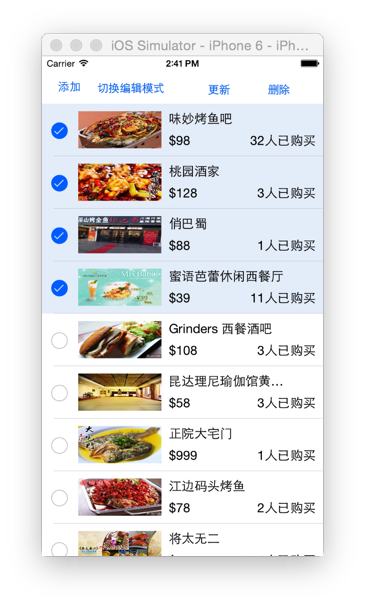 iOS Simulator - iPhone 6 - iPh...
Carrier 2:41 PM
添加 切换编辑模式 更新 删除
味妙烤鱼吧
$98 32人已购买
桃园酒家
$128 3人已购买
俏巴蜀
$88 1人已购买
蜜语芭蕾休闲西餐厅
$39 11人已购买
Grinders 西餐酒吧
$108 3人已购买
昆达理尼瑜伽馆黄...
$58 3人已购买
正院大宅门
$999 1人已购买
江边码头烤鱼
$78 2人已购买
将太无二